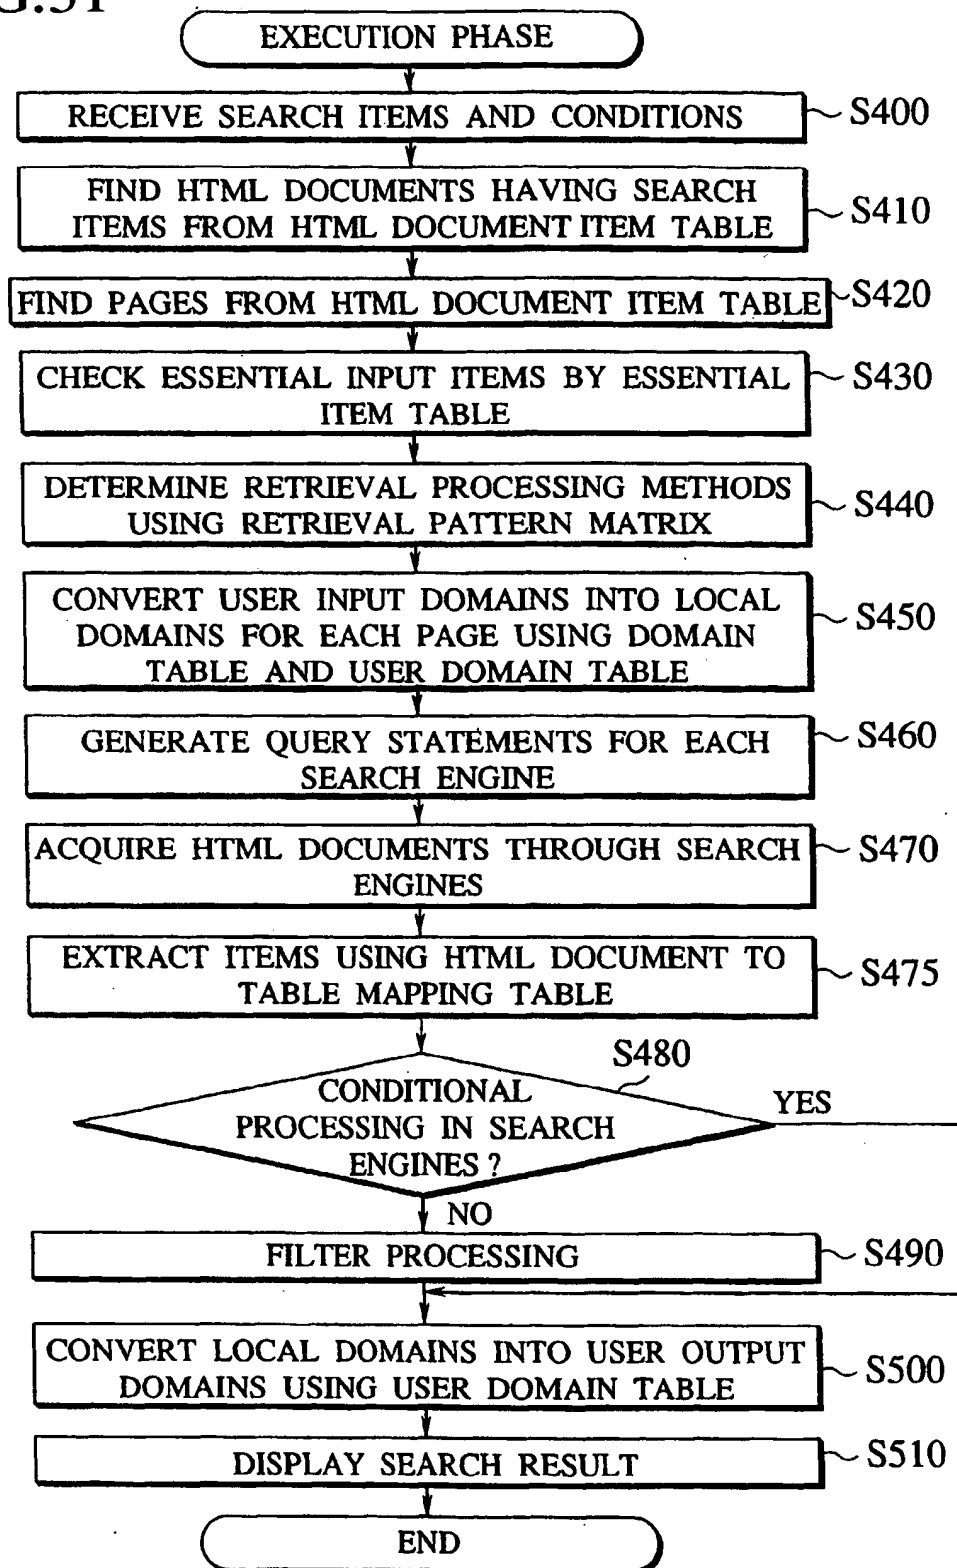 G.31
EXECUTION PHASE
RECEIVE SEARCH ITEMS AND CONDITIONS
S400
FIND HTML DOCUMENTS HAVING SEARCH
ITEMS FROM HTML DOCUMENT ITEM TABLE
S410
FIND PAGES FROM HTML DOCUMENT ITEM TABLE
S420
CHECK ESSENTIAL INPUT ITEMS BY ESSENTIAL
ITEM TABLE
S430
DETERMINE RETRIEVAL PROCESSING METHODS
USING RETRIEVAL PATTERN MATRIX
S440
CONVERT USER INPUT DOMAINS INTO LOCAL
DOMAINS FOR EACH PAGE USING DOMAIN
TABLE AND USER DOMAIN TABLE
S450
GENERATE QUERY STATEMENTS FOR EACH
SEARCH ENGINE
S460
ACQUIRE HTML DOCUMENTS THROUGH SEARCH
ENGINES
S470
EXTRACT ITEMS USING HTML DOCUMENT TO
TABLE MAPPING TABLE
S475
S480
CONDITIONAL
PROCESSING IN SEARCH
ENGINES ?
YES
NO
FILTER PROCESSING
S490
CONVERT LOCAL DOMAINS INTO USER OUTPUT
DOMAINS USING USER DOMAIN TABLE
S500
DISPLAY SEARCH RESULT
S510
END